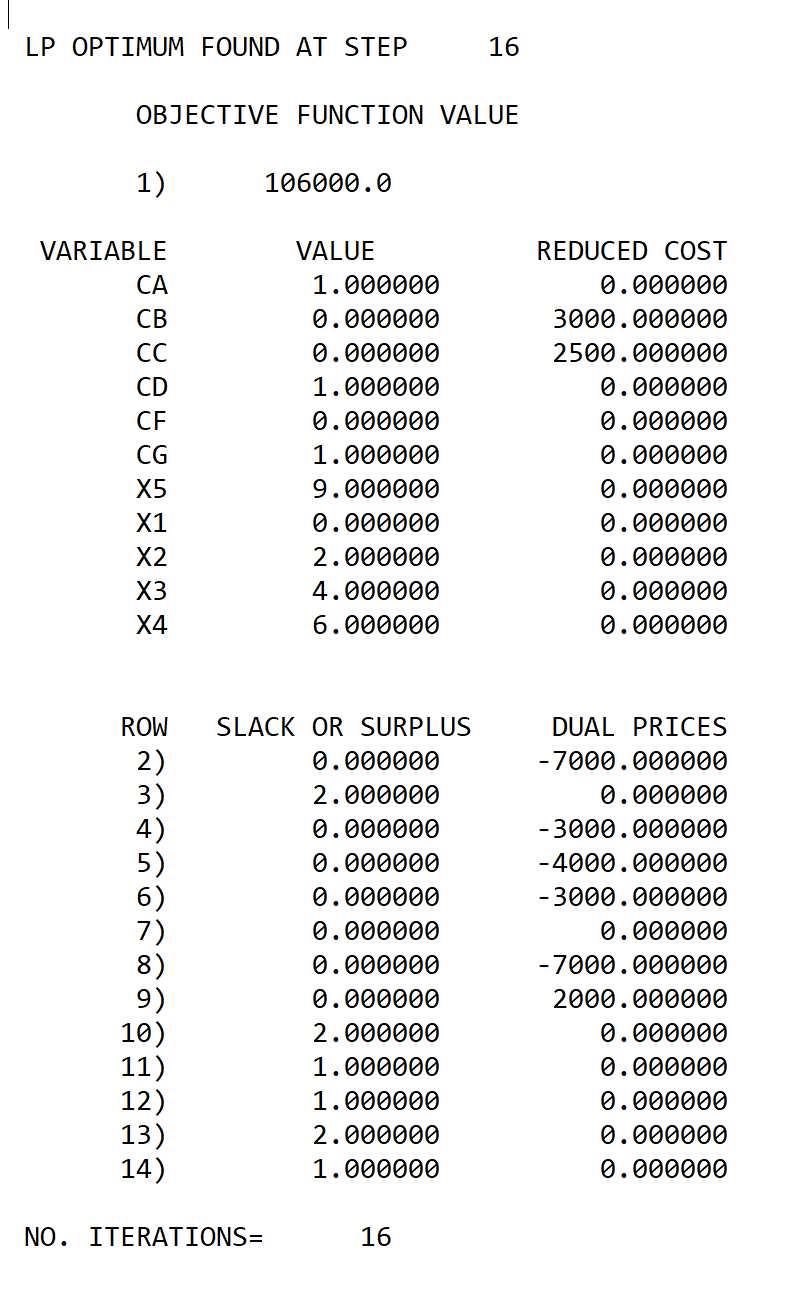 LP OPTIMUM FOUND AT STEP 16
OBJECTIVE FUNCTION VALUE
1) 106000.0
VARIABLE VALUE REDUCED COST
CA 1.000000 0.000000
CB 0.000000 3000.000000
CC 0.000000 2500.000000
CD 1.000000 0.000000
CF 0.000000 0.000000
CG 1.000000 0.000000
X5 9.000000 0.000000
X1 0.000000 0.000000
X2 2.000000 0.000000
X3 4.000000 0.000000
X4 6.000000 0.000000
ROW SLACK OR SURPLUS DUAL PRICES
2) 0.000000 -7000.000000
3) 2.000000 0.000000
4) 0.000000 -3000.000000
5) 0.000000 -4000.000000
6) 0.000000 -3000.000000
7) 0.000000 0.000000
8) 0.000000 -7000.000000
9) 0.000000 2000.000000
10) 2.000000 0.000000
11) 1.000000 0.000000
12) 1.000000 0.000000
13) 2.000000 0.000000
14) 1.000000 0.000000
NO. ITERATIONS= 16